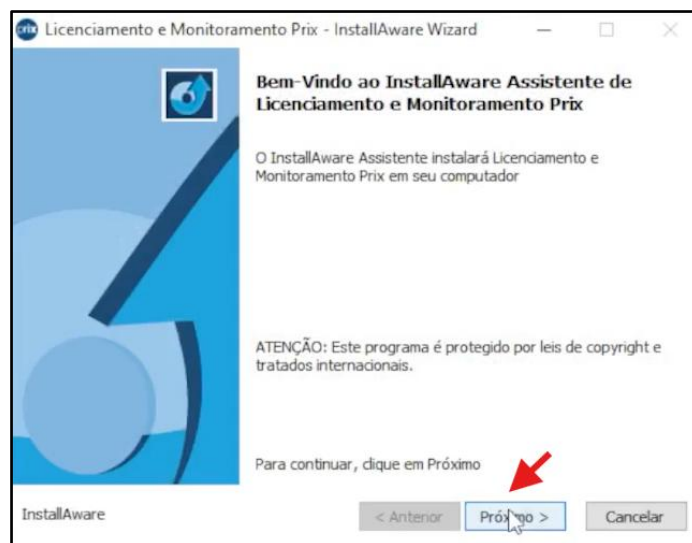 prix Licenciamento e Monitoramento Prix - InstallAware Wizard
Bem-Vindo ao InstallAware Assistente de
Licenciamento e Monitoramento Prix
O InstallAware Assistente instalará Licenciamento e
Monitoramento Prix em seu computador
ATENÇÃO: Este programa é protegido por leis de copyright e
tratados internacionais.
Para continuar, clique em Próximo
InstallAware
< Anterior
Próximo >
Cancelar